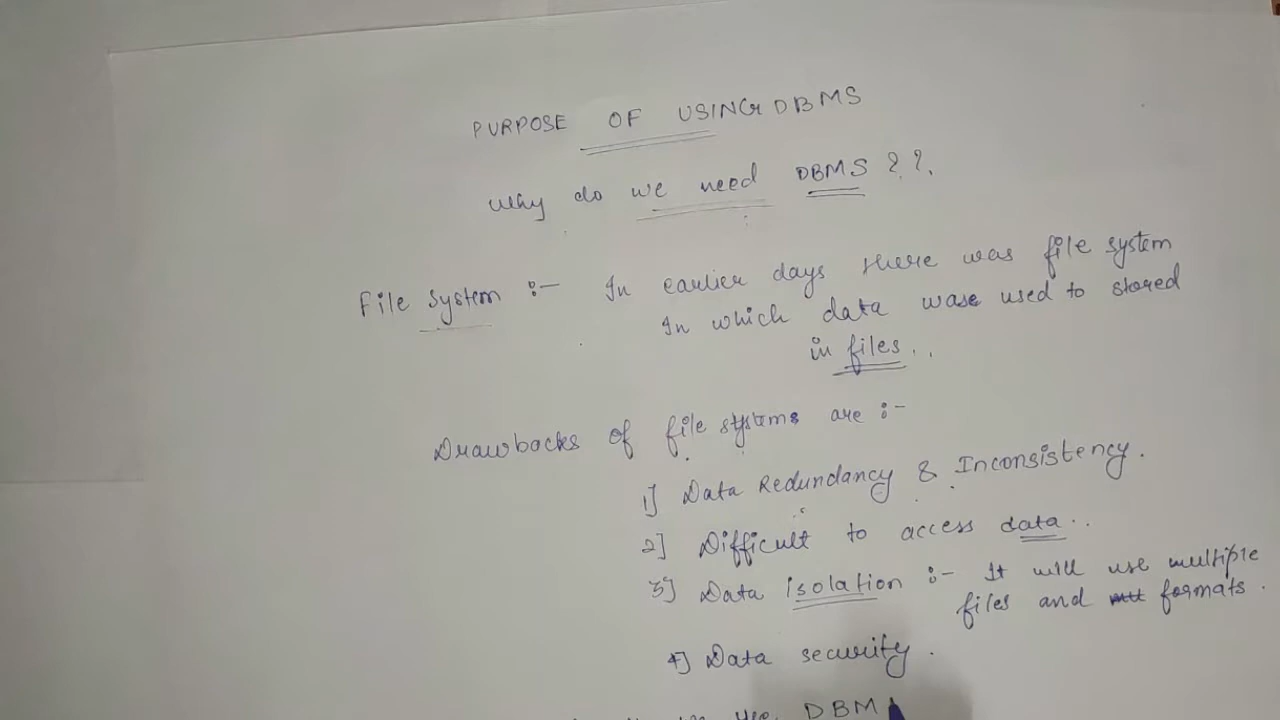 PURPOSE OF USING DBMS
Why do we need DBMS ??.
File System :- In earlier days there was file system
In which data was used to stored
in files..
Drawbacks of file systems are :-
1] Data Redundancy & Inconsistency.
2] Difficult to access data..
3] Data isolation :- It will use multiple
files and formats.
4] Data security.
use DBM